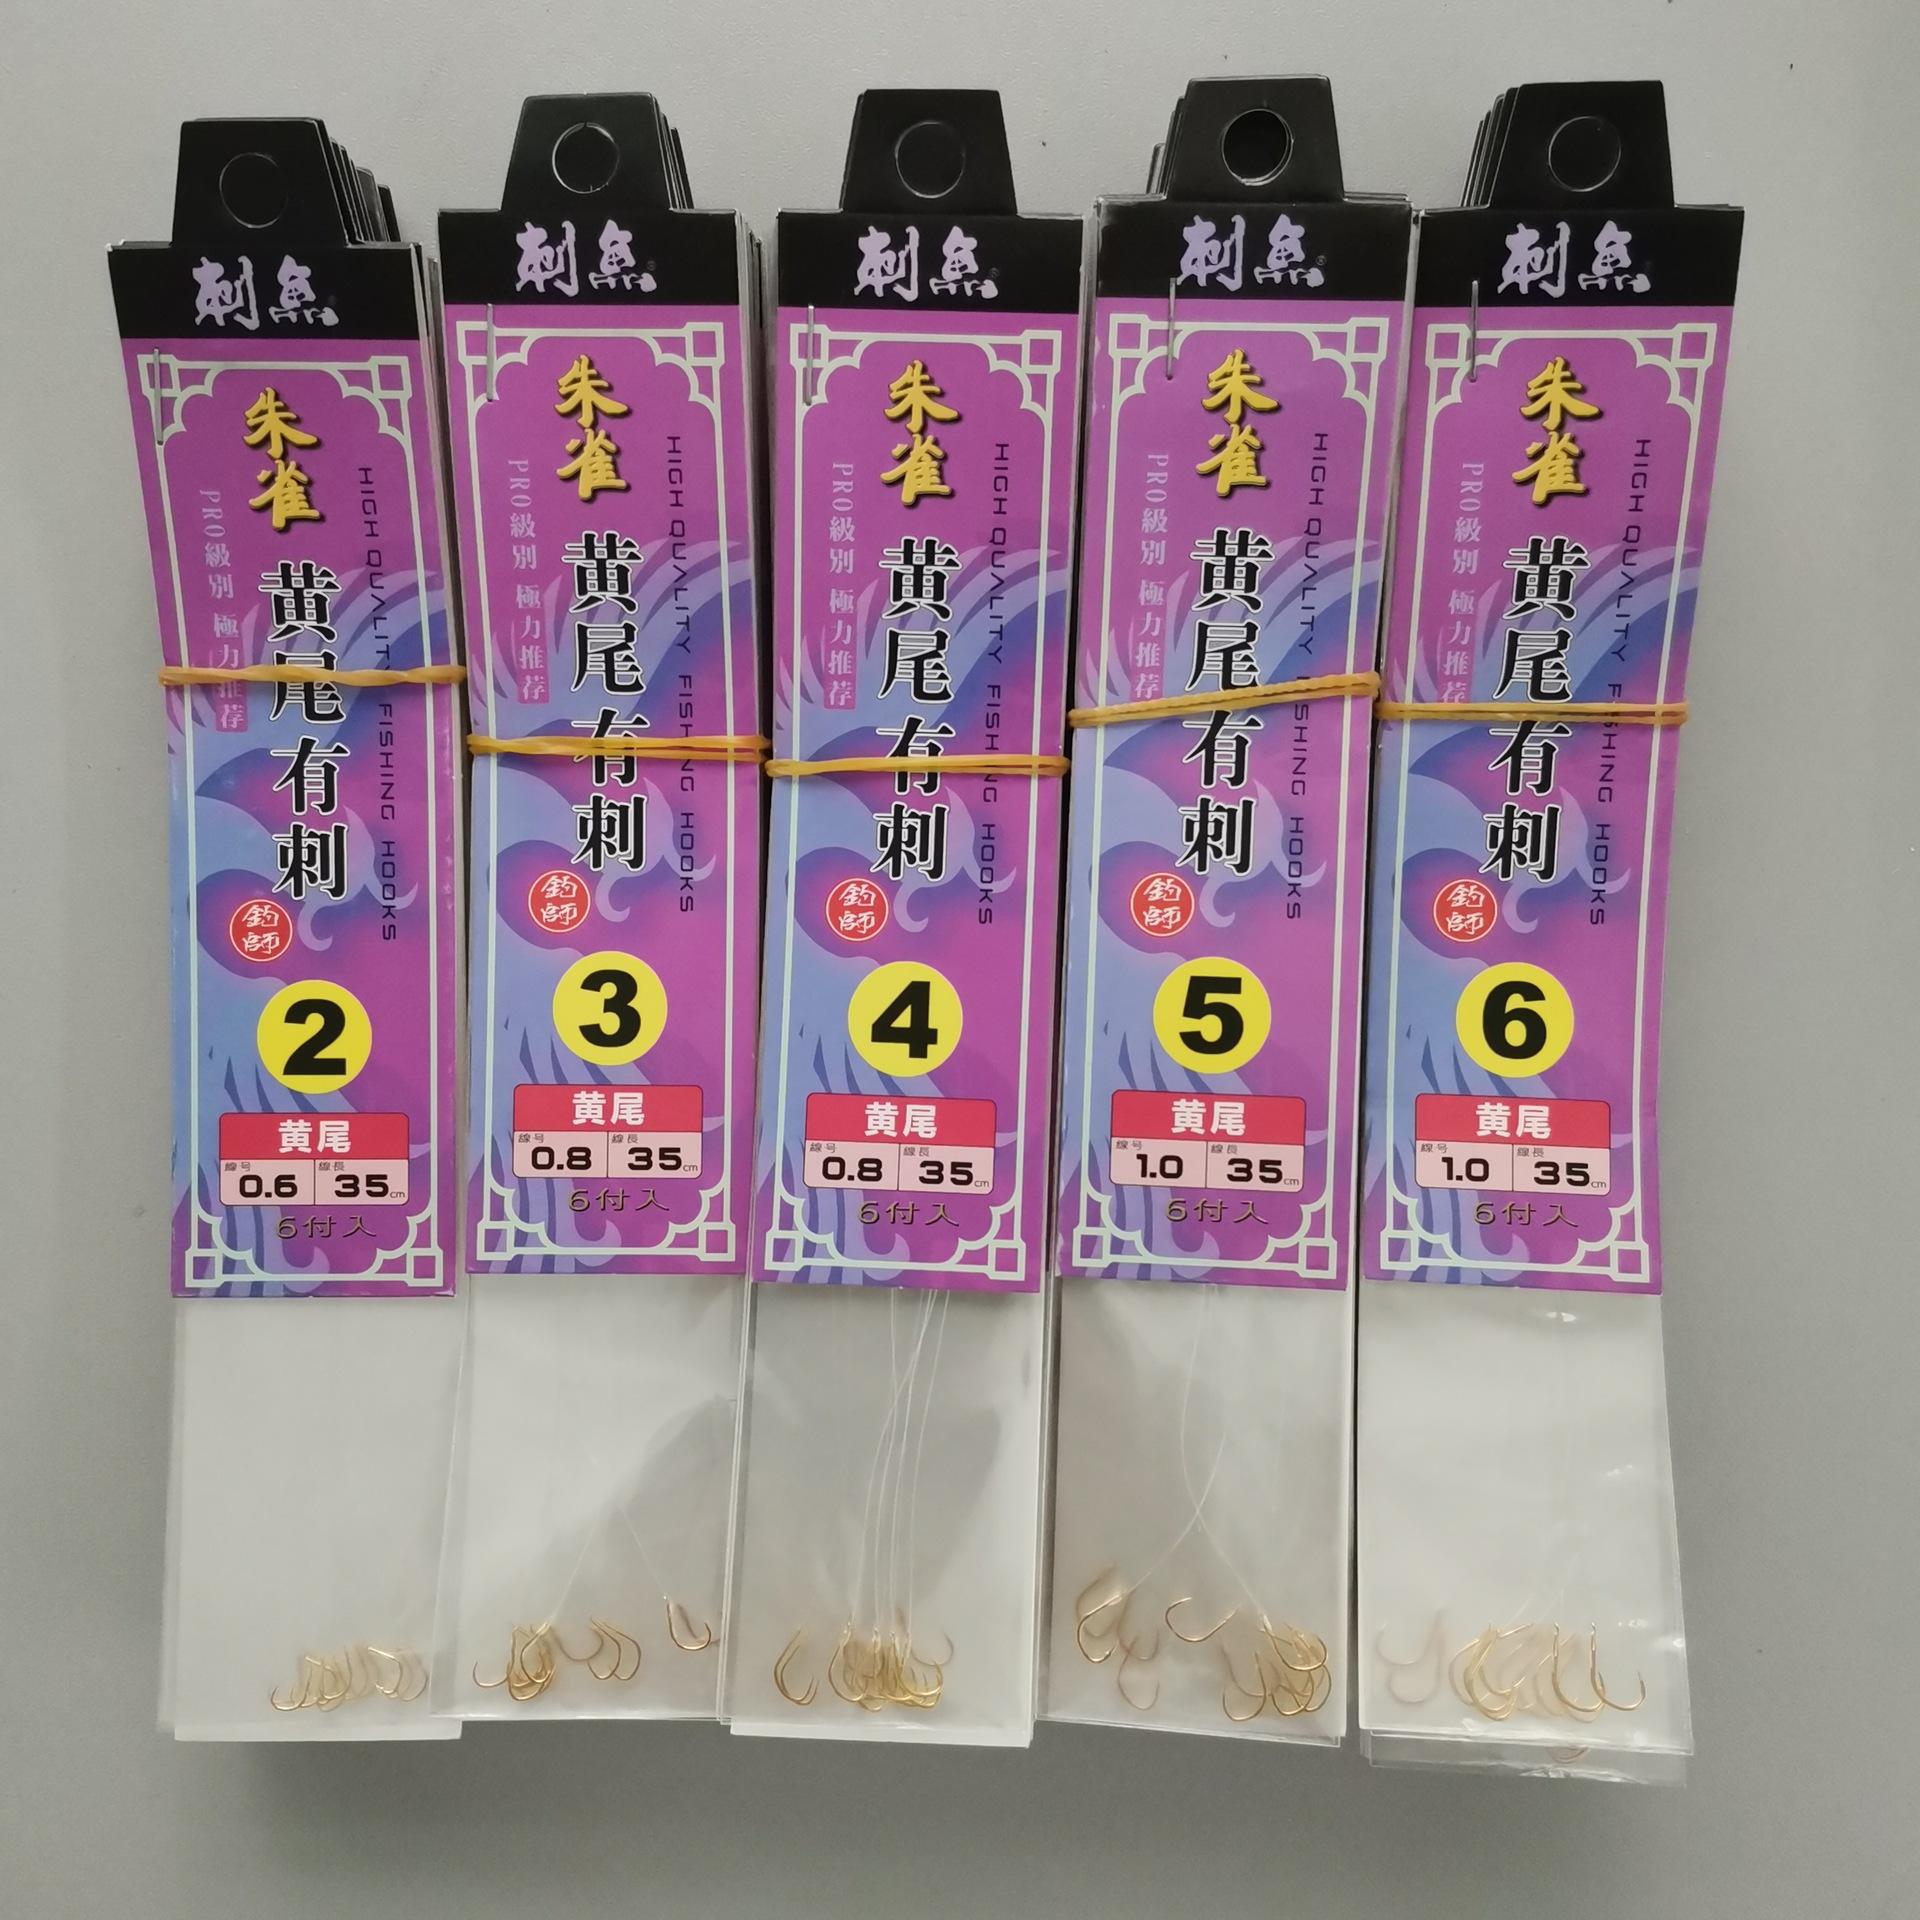 刺魚®
朱雀
PRO級別 極力推荐
黄尾有刺
HIGH QUALITY FISHING HOOKS
釣師
2
黄尾
線号 0.6 線長 35cm
6付入
刺魚®
朱雀
PRO級別 極力推荐
黄尾有刺
HIGH QUALITY FISHING HOOKS
釣師
3
黄尾
線号 0.8 線長 35cm
6付入
刺魚®
朱雀
PRO級別 極力推荐
黄尾有刺
HIGH QUALITY FISHING HOOKS
釣師
4
黄尾
線号 0.8 線長 35cm
6付入
刺魚®
朱雀
PRO級別 極力推荐
黄尾有刺
HIGH QUALITY FISHING HOOKS
釣師
5
黄尾
線号 1.0 線長 35cm
6付入
刺魚®
朱雀
PRO級別 極力推荐
黄尾有刺
HIGH QUALITY FISHING HOOKS
釣師
6
黄尾
線号 1.0 線長 35cm
6付入